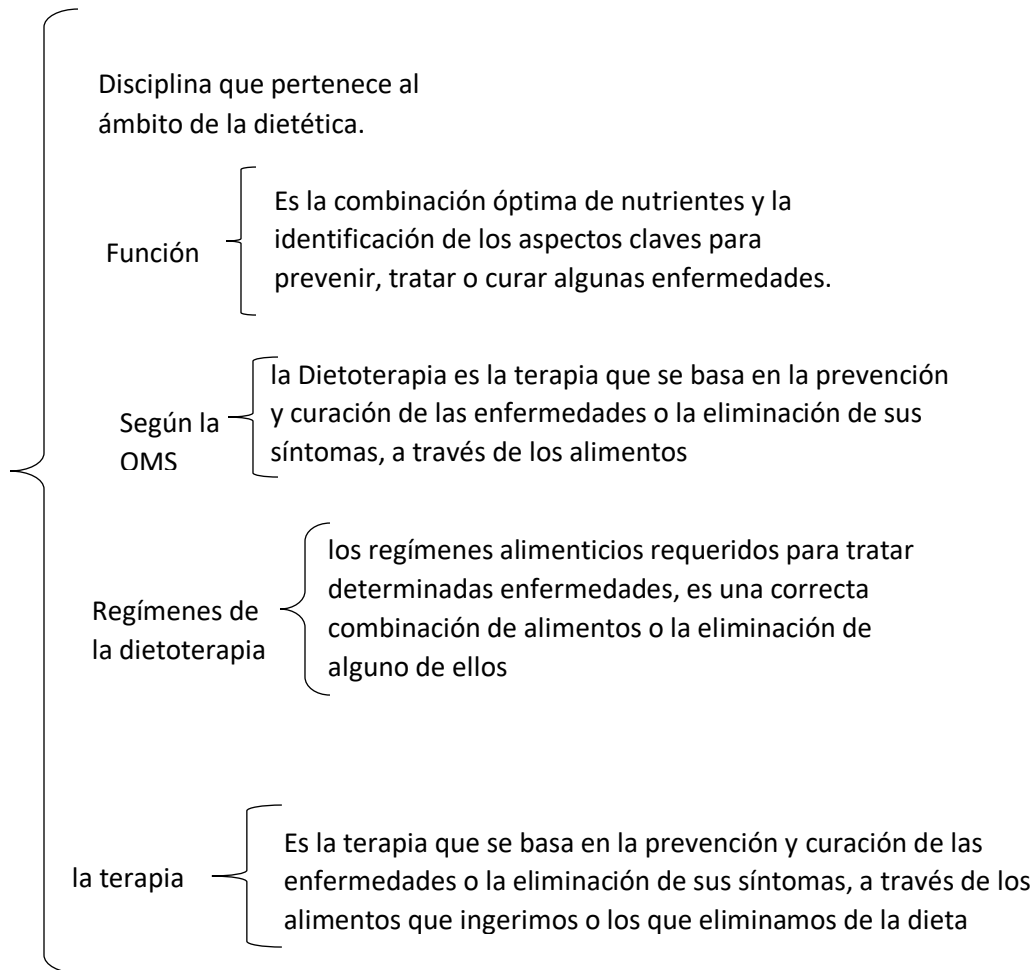 Disciplina que pertenece al
ámbito de la dietética.
Función
Es la combinación óptima de nutrientes y la
identificación de los aspectos claves para
prevenir, tratar o curar algunas enfermedades.
Según la
OMS
la Dietoterapia es la terapia que se basa en la prevención
y curación de las enfermedades o la eliminación de sus
síntomas, a través de los alimentos
Regímenes de
la dietoterapia
los regímenes alimenticios requeridos para tratar
determinadas enfermedades, es una correcta
combinación de alimentos o la eliminación de
alguno de ellos
la terapia
Es la terapia que se basa en la prevención y curación de las
enfermedades o la eliminación de sus síntomas, a través de los
alimentos que ingerimos o los que eliminamos de la dieta